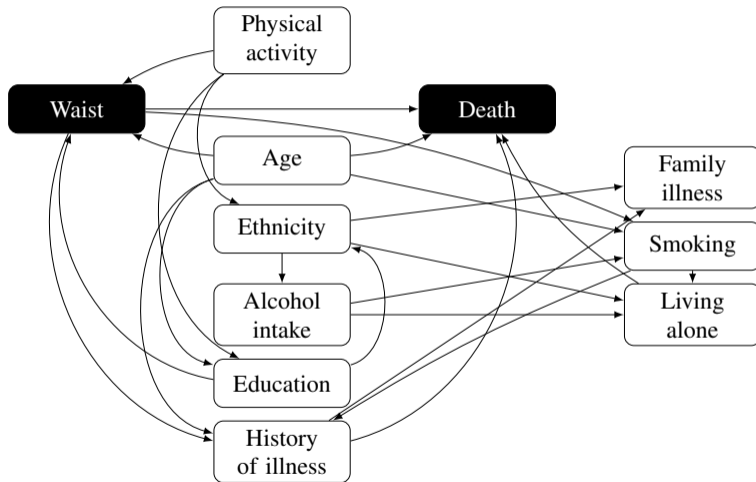 Physical
activity
Waist
Death
Age
Family
illness
Ethnicity
Smoking
Alcohol
intake
Living
alone
Education
History
of illness